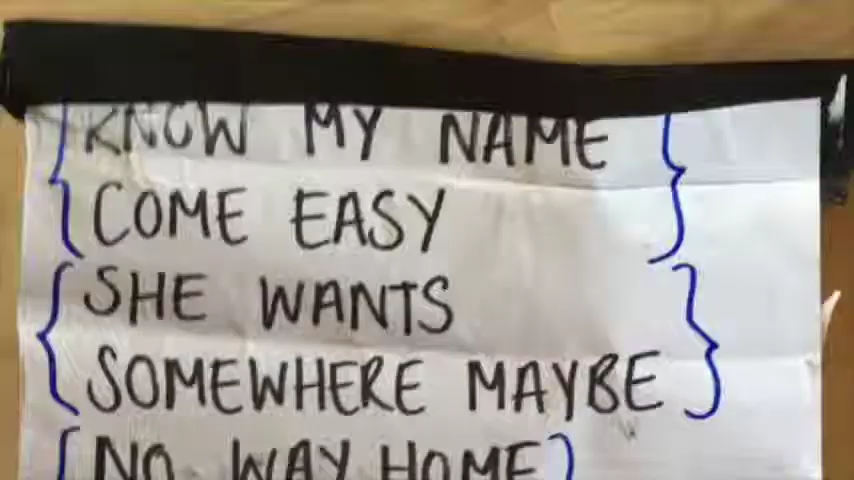 KNOW MY NAME
COME EASY
SHE WANTS
SOMEWHERE MAYBE
NO WAY HOME